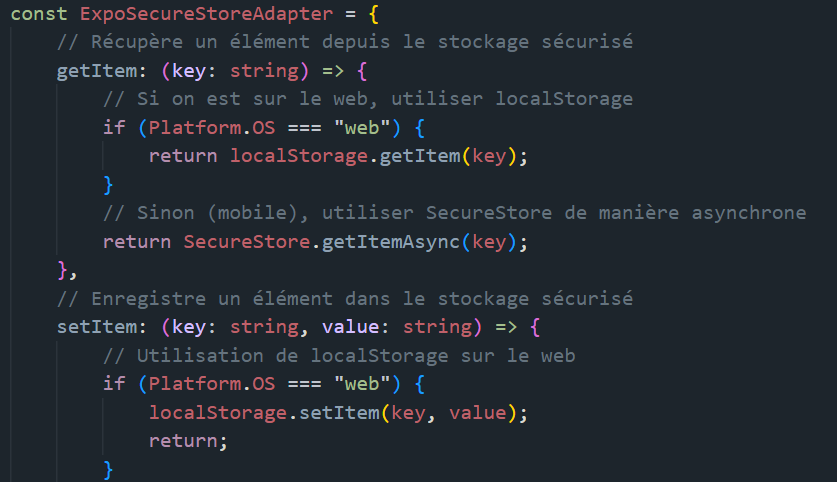 const ExpoSecureStoreAdapter = {
// Récupère un élément depuis le stockage sécurisé
getItem: (key: string) => {
// Si on est sur le web, utiliser localStorage
if (Platform.OS === "web") {
return localStorage.getItem(key);
}
// Sinon (mobile), utiliser SecureStore de manière asynchrone
return SecureStore.getItemAsync(key);
},
// Enregistre un élément dans le stockage sécurisé
setItem: (key: string, value: string) => {
// Utilisation de localStorage sur le web
if (Platform.OS === "web") {
localStorage.setItem(key, value);
return;
}